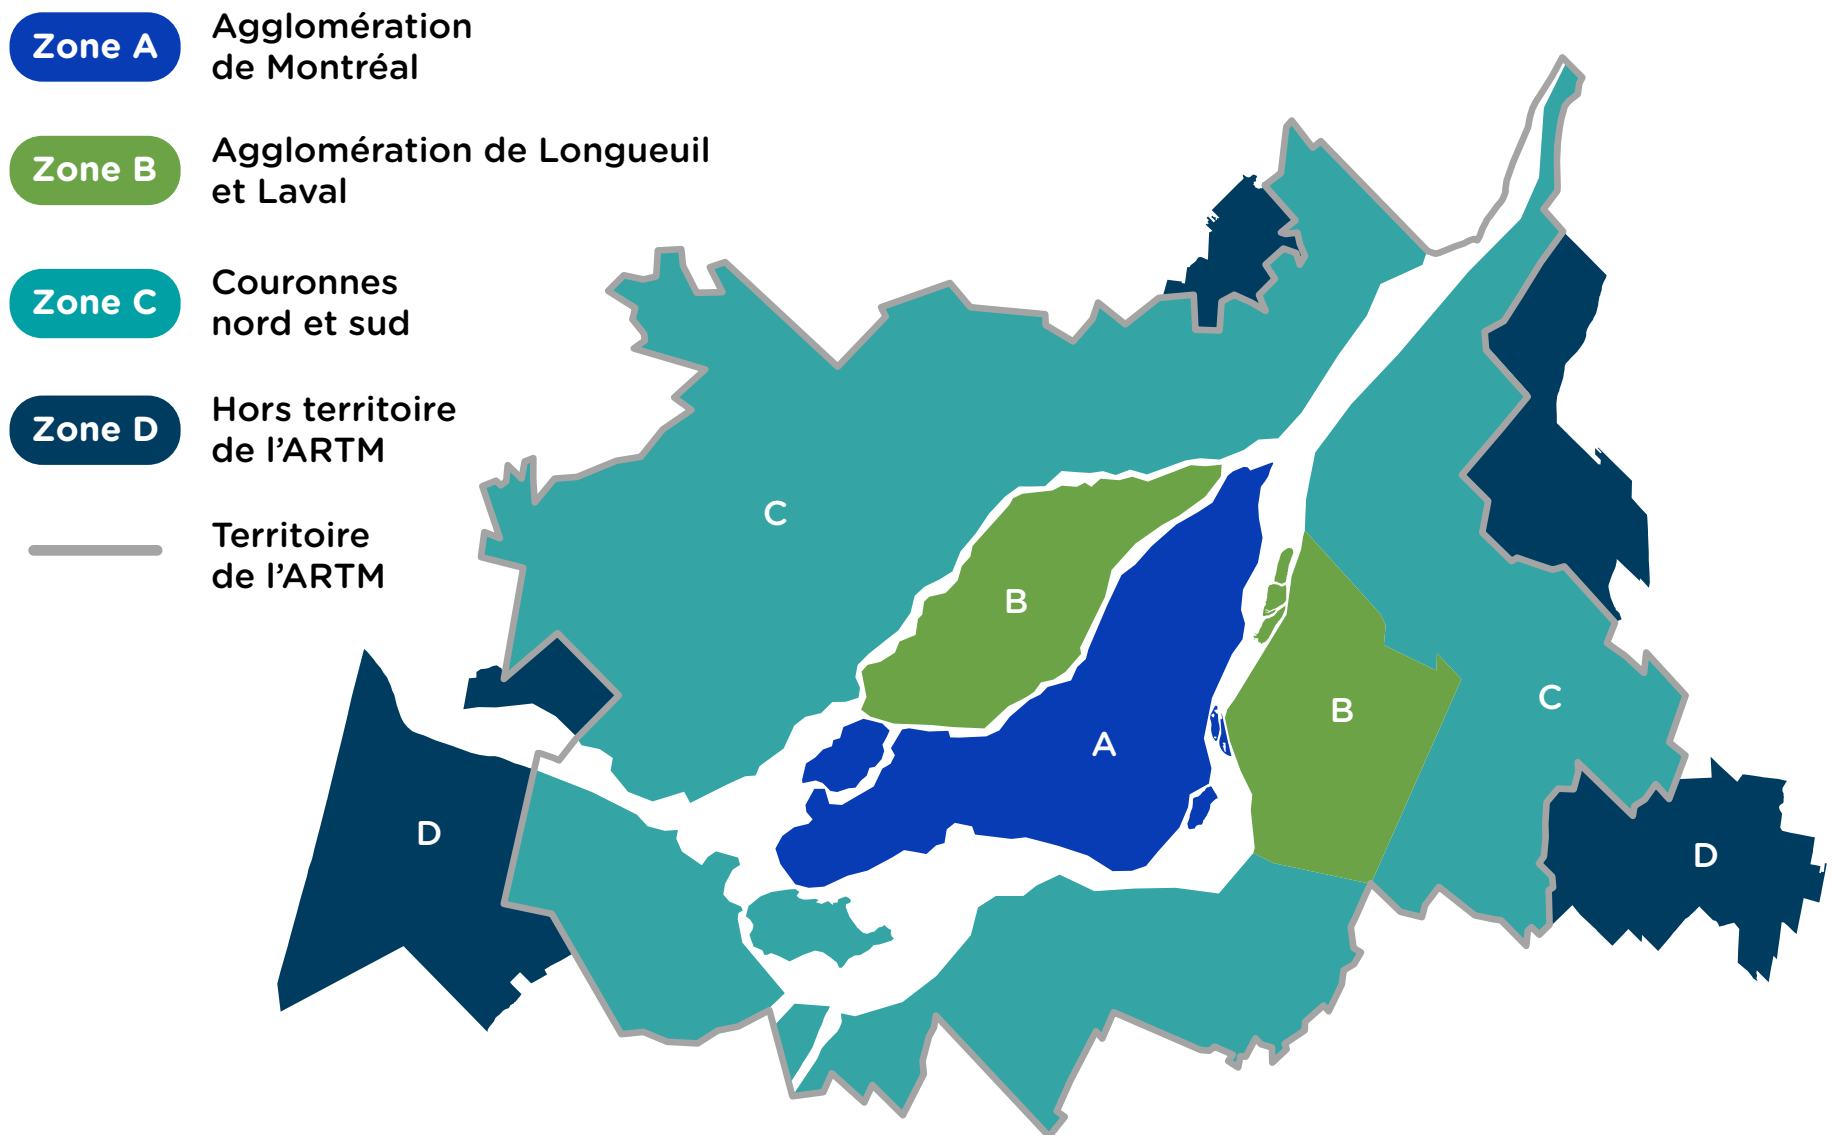 Zone A
Agglomération
de Montréal
Zone B
Agglomération de Longueuil
et Laval
Zone C
Couronnes
nord et sud
Zone D
Hors territoire
de l’ARTM
Territoire
de l’ARTM
C
B
A
B
C
D
D